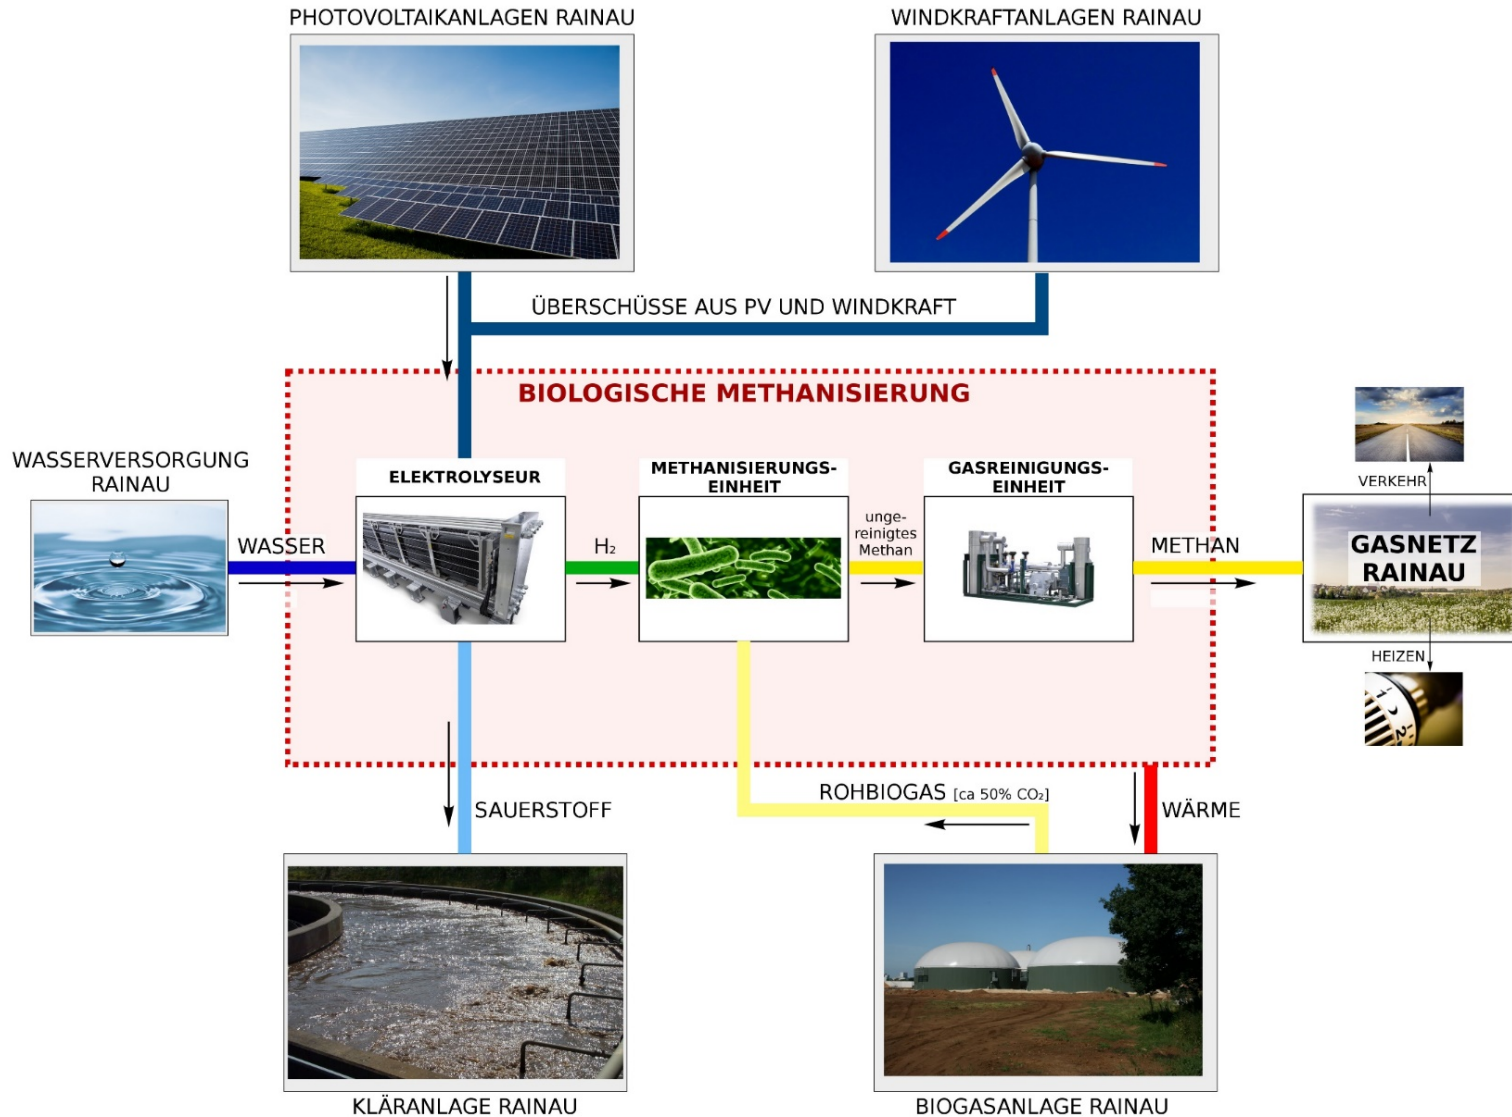 PHOTOVOLTAIKANLAGEN RAINAU
WINDKRAFTANLAGEN RAINAU
ÜBERSCHÜSSE AUS PV UND WINDKRAFT
BIOLOGISCHE METHANISIERUNG
WASSERVERSORGUNG
RAINAU
WASSER
ELEKTROLYSEUR
H₂
METHANISIERUNGS-
EINHEIT
unge-
reinigtes
Methan
GASREINIGUNGS-
EINHEIT
METHAN
VERKEHR
GASNETZ
RAINAU
HEIZEN
SAUERSTOFF
ROHBIOGAS [ca 50% CO₂]
WÄRME
KLÄRANLAGE RAINAU
BIOGASANLAGE RAINAU